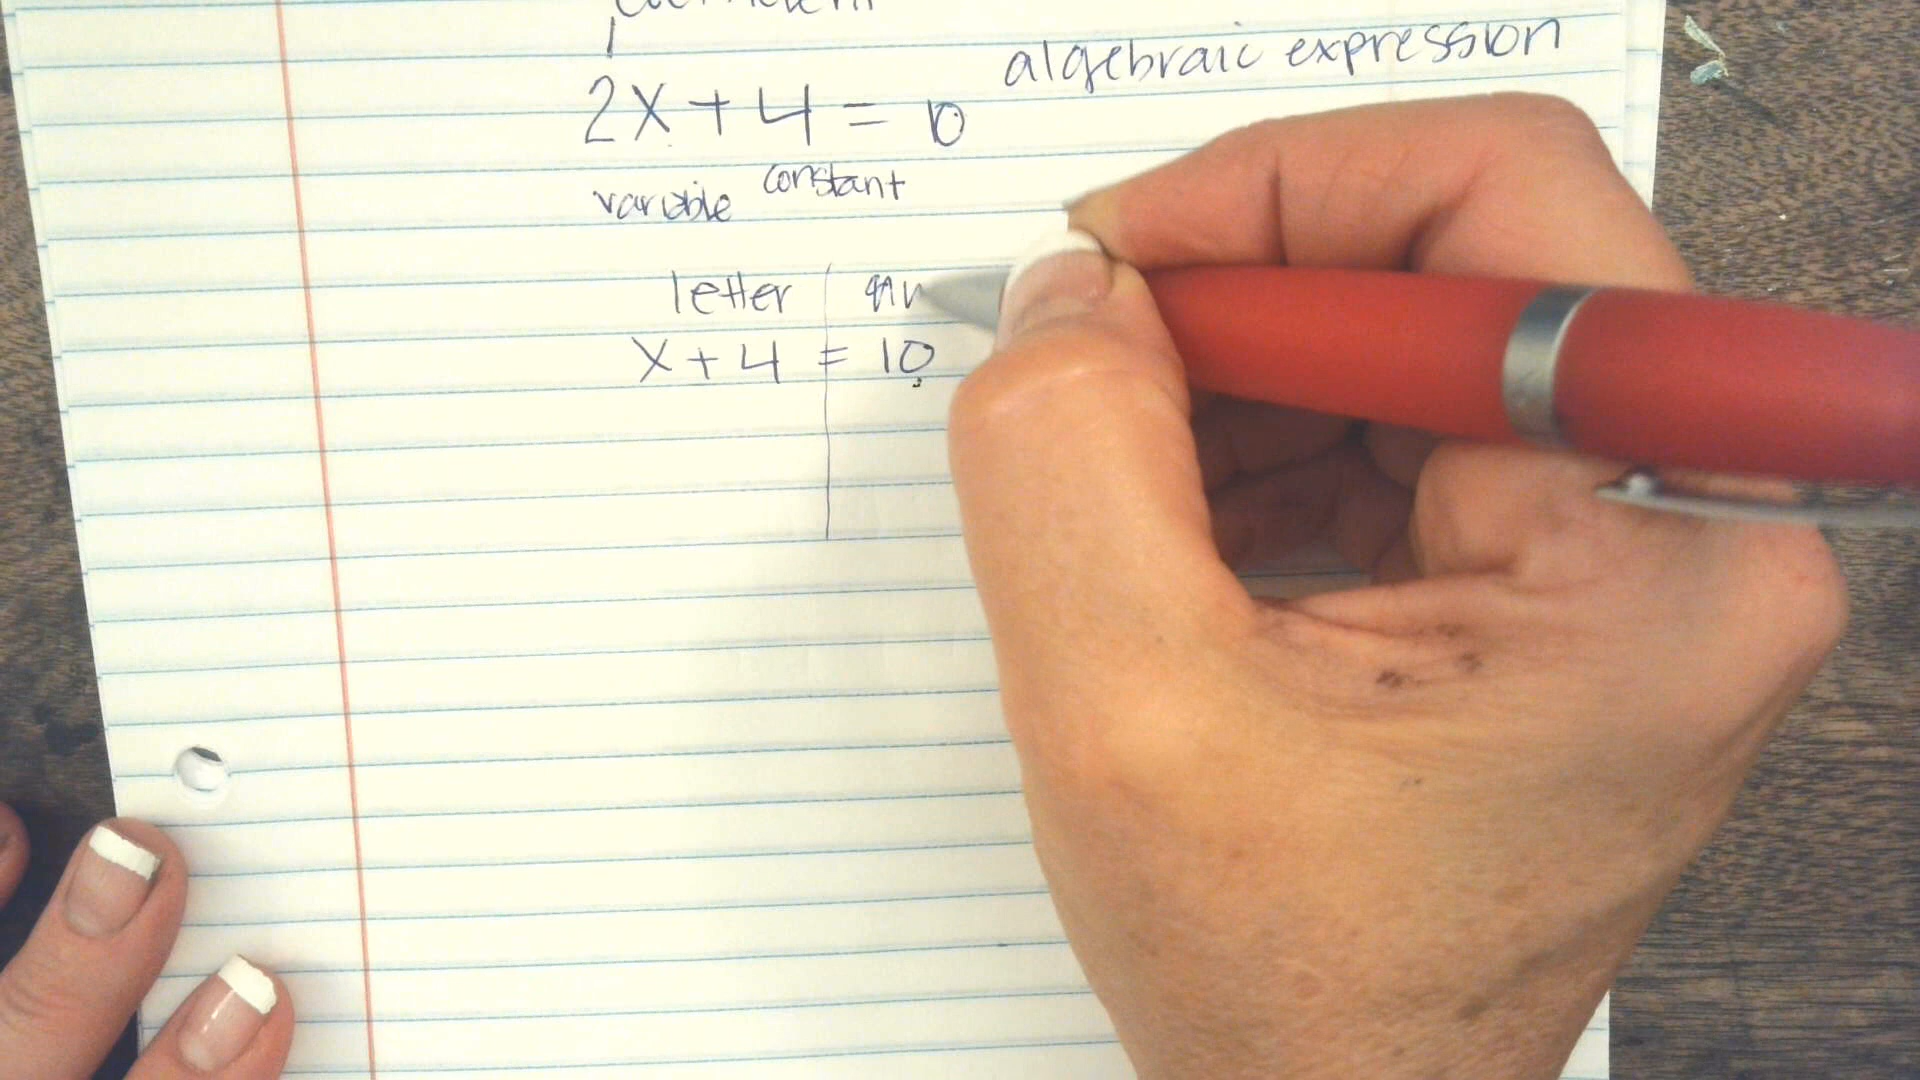 algebraic expression
2x + 4 = 10
variable constant
letter
x + 4 = 10